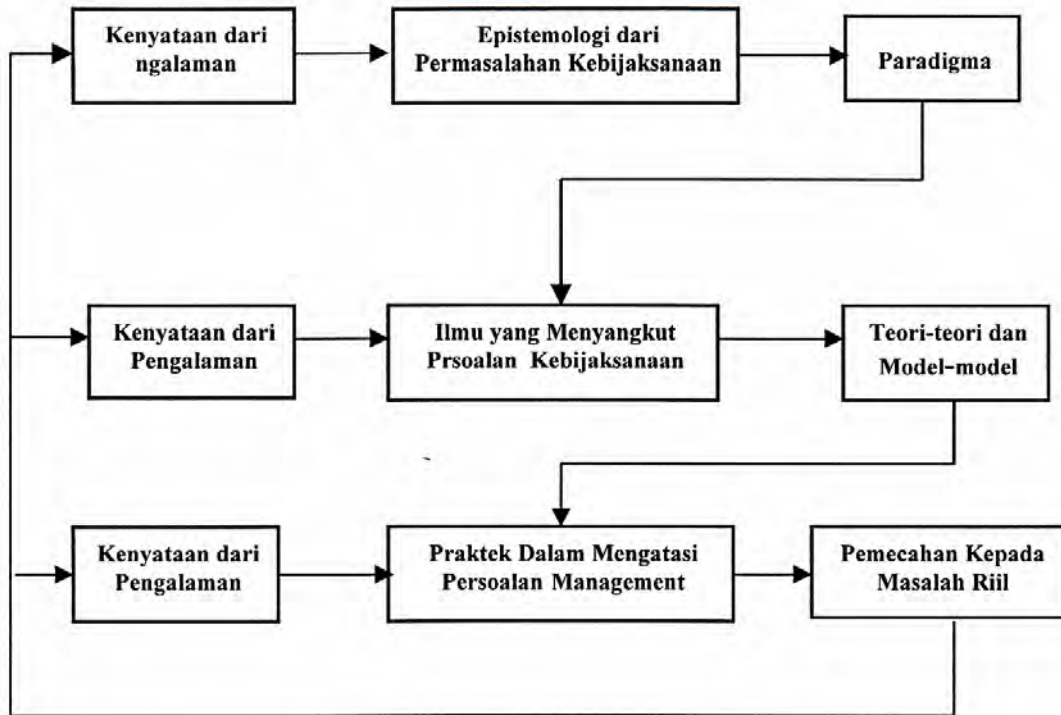 Kenyataan dari
ngalaman
Epistemologi dari
Permasalahan Kebijaksanaan
Paradigma
Kenyataan dari
Pengalaman
Ilmu yang Menyangkut
Prsoalan Kebijaksanaan
Teori-teori dan
Model-model
Kenyataan dari
Pengalaman
Praktek Dalam Mengatasi
Persoalan Management
Pemecahan Kepada
Masalah Riil